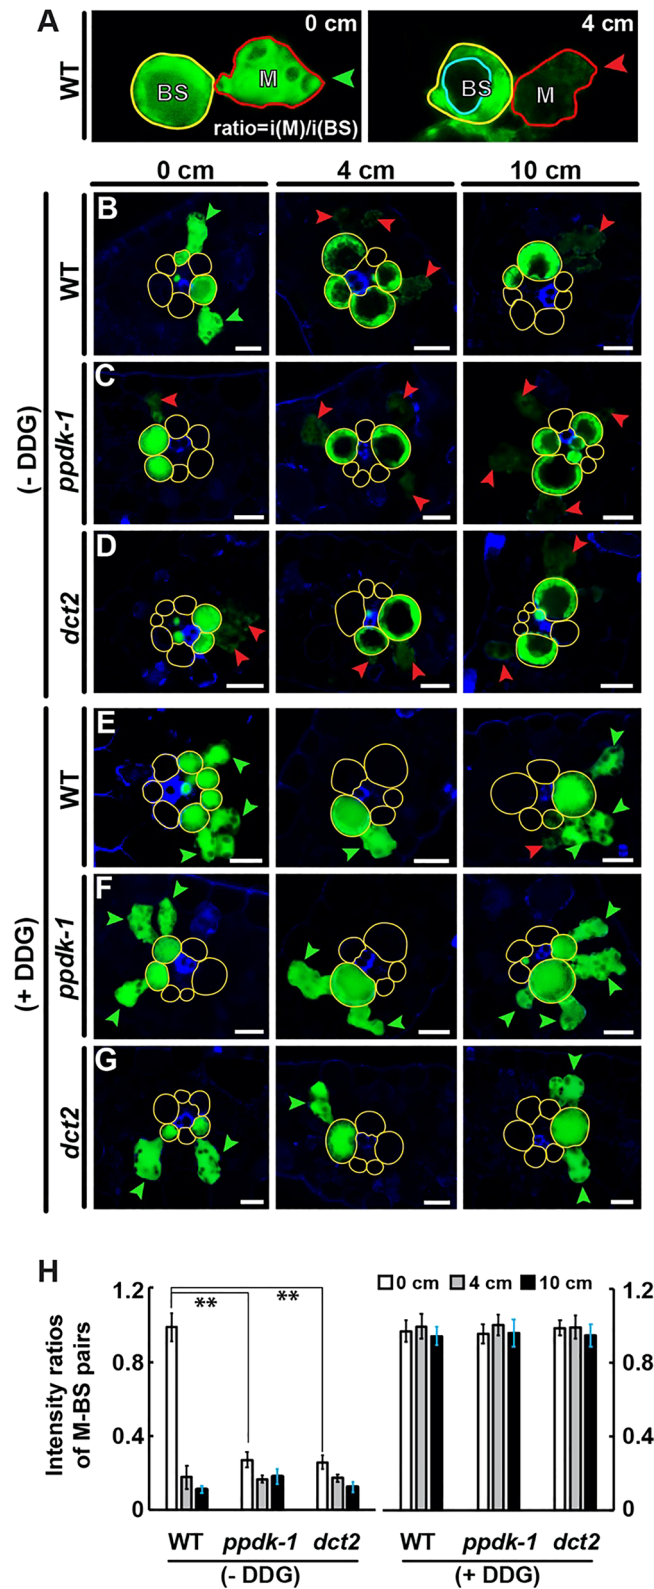 A
WT
0 cm
BS
M
ratio=i(M)/i(BS)
4 cm
BS
M
0 cm
4 cm
10 cm
(- DDG)
WT
B
ppdk-1
C
dct2
D
(+ DDG)
WT
E
ppdk-1
F
dct2
G
H
Intensity ratios
of M-BS pairs
0 cm 4 cm 10 cm
1.2
0.8
0.4
0
**
**
1.2
0.8
0.4
0
WT ppdk-1 dct2
(- DDG)
WT ppdk-1 dct2
(+ DDG)